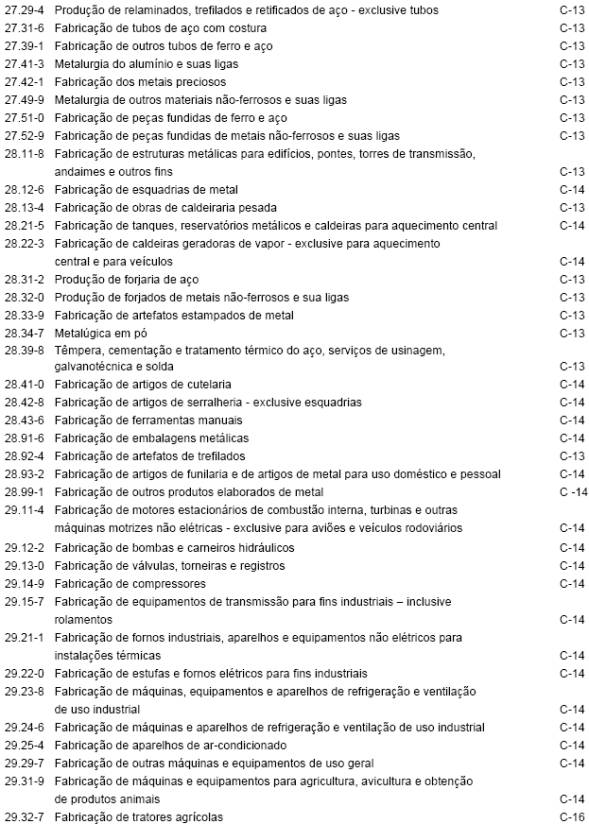 27.29-4 Produção de relaminados, trefilados e retificados de aço - exclusive tubos C-13
27.31-6 Fabricação de tubos de aço com costura C-13
27.39-1 Fabricação de outros tubos de ferro e aço C-13
27.41-3 Metalurgia do alumínio e suas ligas C-13
27.42-1 Fabricação dos metais preciosos C-13
27.49-9 Metalurgia de outros materiais não-ferrosos e suas ligas C-13
27.51-0 Fabricação de peças fundidas de ferro e aço C-13
27.52-9 Fabricação de peças fundidas de metais não-ferrosos e suas ligas C-13
28.11-8 Fabricação de estruturas metálicas para edifícios, pontes, torres de transmissão,
andaimes e outros fins C-13
28.12-6 Fabricação de esquadrias de metal C-14
28.13-4 Fabricação de obras de caldeiraria pesada C-13
28.21-5 Fabricação de tanques, reservatórios metálicos e caldeiras para aquecimento central C-14
28.22-3 Fabricação de caldeiras geradoras de vapor - exclusive para aquecimento
central e para veículos C-14
28.31-2 Produção de forjaria de aço C-13
28.32-0 Produção de forjados de metais não-ferrosos e sua ligas C-13
28.33-9 Fabricação de artefatos estampados de metal C-13
28.34-7 Metalúgica em pó C-13
28.39-8 Têmpera, cementação e tratamento térmico do aço, serviços de usinagem,
galvanotécnica e solda C-13
28.41-0 Fabricação de artigos de cutelaria C-14
28.42-8 Fabricação de artigos de serralheria - exclusive esquadrias C-14
28.43-6 Fabricação de ferramentas manuais C-14
28.91-6 Fabricação de embalagens metálicas C-14
28.92-4 Fabricação de artefatos de trefilados C-13
28.93-2 Fabricação de artigos de funilaria e de artigos de metal para uso doméstico e pessoal C-14
28.99-1 Fabricação de outros produtos elaborados de metal C -14
29.11-4 Fabricação de motores estacionários de combustão interna, turbinas e outras
máquinas motrizes não elétricas - exclusive para aviões e veículos rodoviários C-14
29.12-2 Fabricação de bombas e carneiros hidráulicos C-14
29.13-0 Fabricação de válvulas, torneiras e registros C-14
29.14-9 Fabricação de compressores C-14
29.15-7 Fabricação de equipamentos de transmissão para fins industriais – inclusive
rolamentos C-14
29.21-1 Fabricação de fornos industriais, aparelhos e equipamentos não elétricos para
instalações térmicas C-14
29.22-0 Fabricação de estufas e fornos elétricos para fins industriais C-14
29.23-8 Fabricação de máquinas, equipamentos e aparelhos de refrigeração e ventilação
de uso industrial C-14
29.24-6 Fabricação de máquinas e aparelhos de refrigeração e ventilação de uso industrial C-14
29.25-4 Fabricação de aparelhos de ar-condicionado C-14
29.29-7 Fabricação de outras máquinas e equipamentos de uso geral C-14
29.31-9 Fabricação de máquinas e equipamentos para agricultura, avicultura e obtenção
de produtos animais C-14
29.32-7 Fabricação de tratores agrícolas C-16